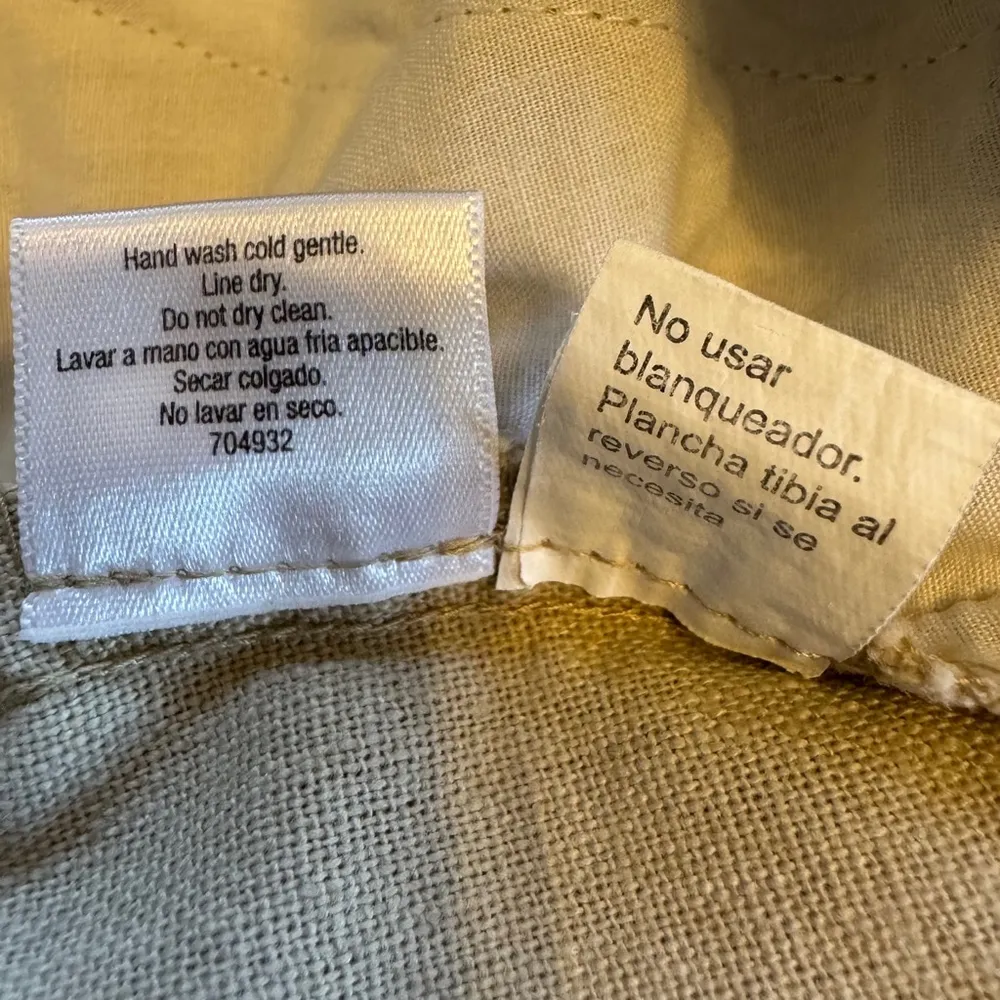 Hand wash cold gentle.
Line dry.
Do not dry clean.
Lavar a mano con agua fria apacible.
Secar colgado.
No lavar en seco.
704932
No usar
blanqueador.
Plancha tibia al
reverso si se
necesita